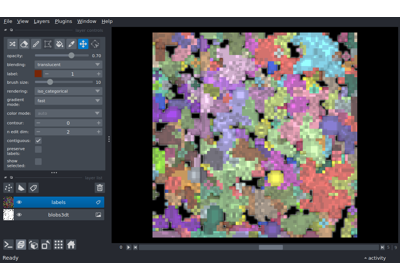 File View Layers Plugins Window Help
opacity: 0.70
blending: translucent
label: 1
brush size: 10
rendering: iso_categorical
gradient
mode: fast
color mode:
contour: 0
n edit dim: 2
contiguous:
preserve
labels:
show
selected:
labels
Ready
activity